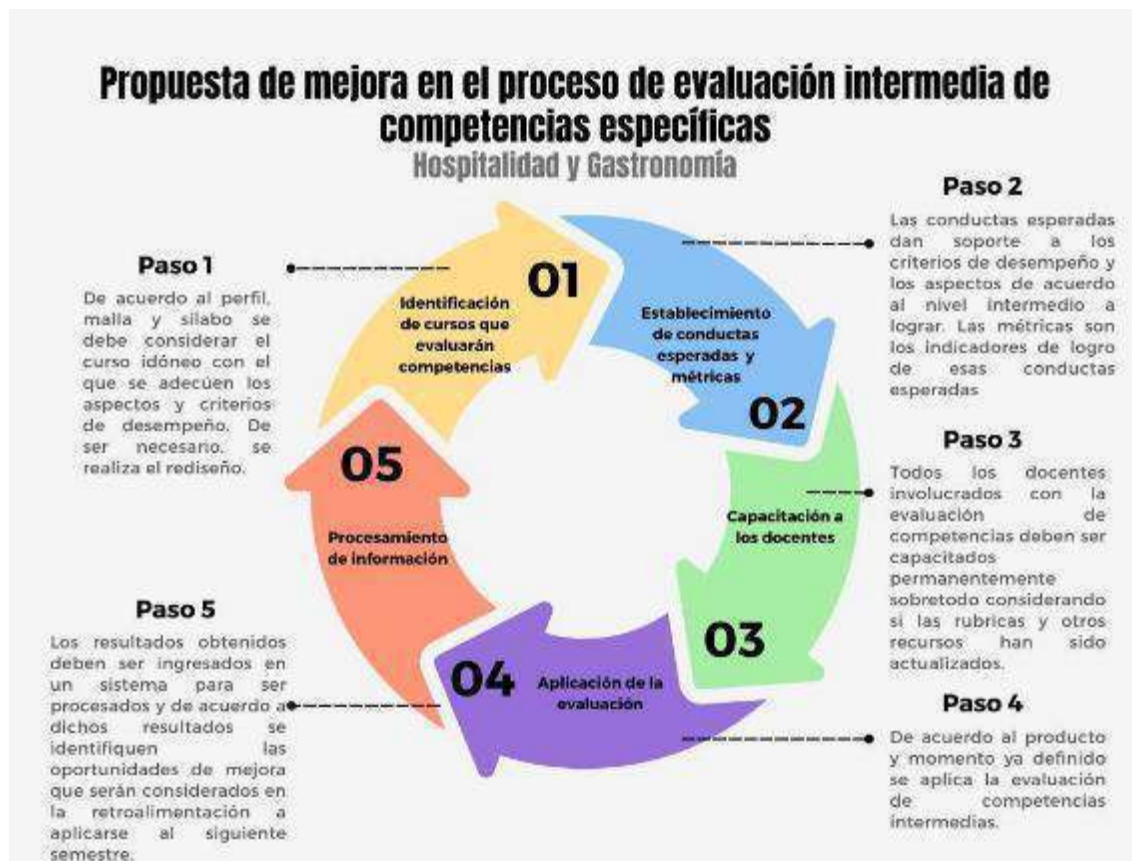 Propuesta de mejora en el proceso de evaluación intermedia de
competencias específicas
Hospitalidad y Gastronomía
Paso 1
De acuerdo al perfil,
malla y sílabo se
debe considerar el
curso idóneo con el
que se adecúen los
aspectos y criterios
de desempeño. De
ser necesario, se
realiza el rediseño.
01
Identificación
de cursos que
evaluarán
competencias
Paso 2
Las conductas esperadas
dan soporte a los
criterios de desempeño y
los aspectos de acuerdo
al nivel intermedio a
lograr. Las métricas son
los indicadores de logro
de esas conductas
esperadas
Establecimiento
de conductas
esperadas y
métricas
02
Paso 3
Todos los docentes
involucrados con la
evaluación de
competencias deben ser
capacitados
permanentemente
sobretodo considerando
si las rubricas y otros
recursos han sido
actualizados.
Capacitación a
los docentes
03
Paso 4
De acuerdo al producto
y momento ya definido
se aplica la evaluación
de competencias
intermedias.
04
Aplicación de la
evaluación
Paso 5
Los resultados obtenidos
deben ser ingresados en
un sistema para ser
procesados y de acuerdo a
dichos resultados se
identifiquen las
oportunidades de mejora
que serán considerados en
la retroalimentación a
aplicarse al siguiente
semestre.
05
Procesamiento
de información